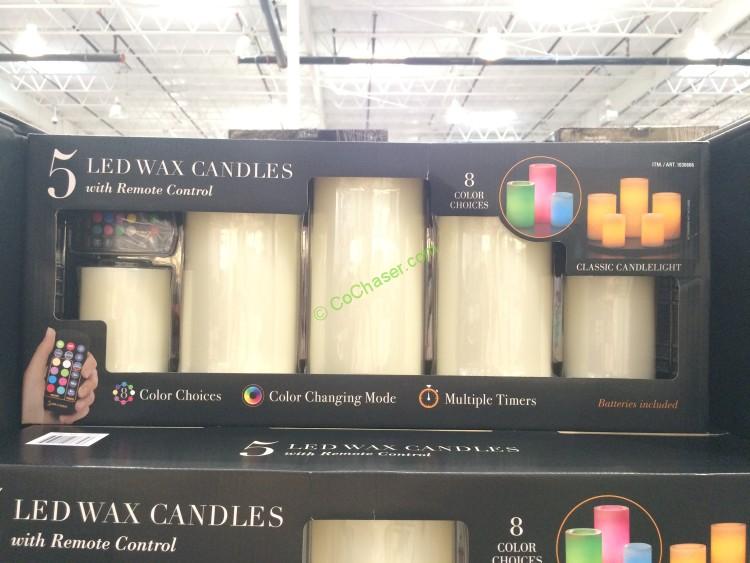 5 LED WAX CANDLES
with Remote Control
8
COLOR
CHOICES
ITM. / ART. 1030666
CLASSIC CANDLELIGHT
© CoChaser.com
8 Color Choices
Color Changing Mode
Multiple Timers
Batteries included
5 LED WAX CANDLES
with Remote Control
LED WAX CANDLES
with Remote Control
8
COLOR
CHOICES